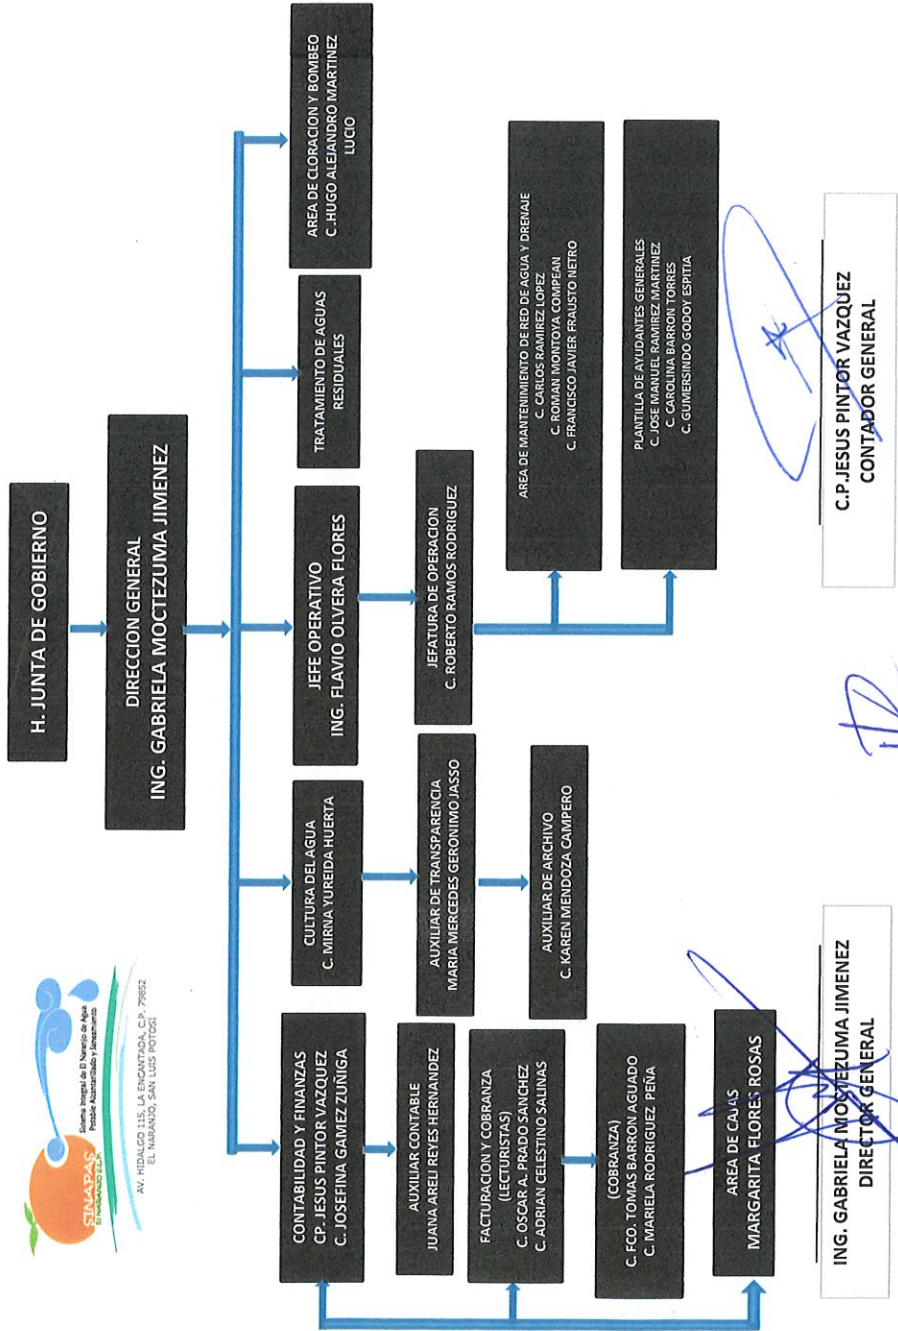 SINAPAS
EL NARANJO S.L.P.
Sistema Integral de El Naranjo de Agua
Potable Alcantarillado y Saneamiento
AV. HIDALGO 115, LA ENCANTADA, C.P. 79852
EL NARANJO, SAN LUIS POTOSÍ
H. JUNTA DE GOBIERNO
DIRECCION GENERAL
ING. GABRIELA MOCTEZUMA JIMENEZ
CONTABILIDAD Y FINANZAS
CP. JESUS PINTOR VAZQUEZ
C. JOSEFINA GAMEZ ZUÑIGA
AUXILIAR CONTABLE
JUANA ARELI REYES HERNANDEZ
FACTURACION Y COBRANZA
(LECTURISTAS)
C. OSCAR A. PRADO SANCHEZ
C. ADRIAN CELESTINO SALINAS
(COBRANZA)
C. FCO. TOMAS BARRON AGUADO
C. MARIELA RODRIGUEZ PEÑA
AREA DE CAJAS
MARGARITA FLORES ROSAS
CULTURA DEL AGUA
C. MIRNA YUREIDA HUERTA
AUXILIAR DE TRANSPARENCIA
MARIA MERCEDES GERONIMO JASSO
AUXILIAR DE ARCHIVO
C. KAREN MENDOZA CAMPERO
JEFE OPERATIVO
ING. FLAVIO OLVERA FLORES
JEFATURA DE OPERACION
C. ROBERTO RAMOS RODRIGUEZ
AREA DE MANTENIMIENTO DE RED DE AGUA Y DRENAJE
C. CARLOS RAMIREZ LOPEZ
C. ROMAN MONTOYA COMPEAN
C. FRANCISCO JAVIER FRAUSTO NETRO
PLANTILLA DE AYUDANTES GENERALES
C. JOSE MANUEL RAMIREZ MARTINEZ
C. CAROLINA BARRON TORRES
C. GUMERSINDO GODOY ESPITIA
TRATAMIENTO DE AGUAS
RESIDUALES
AREA DE CLORACION Y BOMBEO
C.HUGO ALEJANDRO MARTINEZ
LUCIO
ING. GABRIELA MOCTEZUMA JIMENEZ
DIRECTOR GENERAL
C.P.JESUS PINTOR VAZQUEZ
CONTADOR GENERAL